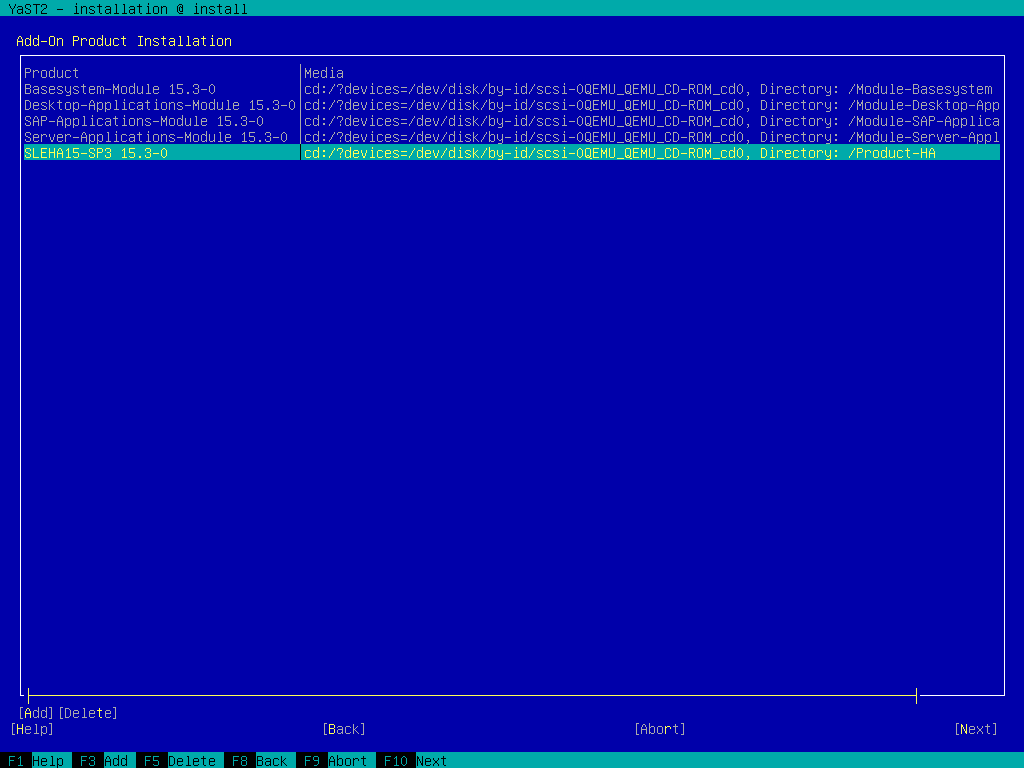 YaST2 - installation @ install
Add-On Product Installation
Product Media
Basesystem-Module 15.3-0 cd:/?devices=/dev/disk/by-id/scsi-0QEMU_QEMU_CD-ROM_cd0, Directory: /Module-Basesystem
Desktop-Applications-Module 15.3-0 cd:/?devices=/dev/disk/by-id/scsi-0QEMU_QEMU_CD-ROM_cd0, Directory: /Module-Desktop-App
SAP-Applications-Module 15.3-0 cd:/?devices=/dev/disk/by-id/scsi-0QEMU_QEMU_CD-ROM_cd0, Directory: /Module-SAP-Applica
Server-Applications-Module 15.3-0 cd:/?devices=/dev/disk/by-id/scsi-0QEMU_QEMU_CD-ROM_cd0, Directory: /Module-Server-Appl
SLEHA15-SP3 15.3-0 cd:/?devices=/dev/disk/by-id/scsi-0QEMU_QEMU_CD-ROM_cd0, Directory: /Product-HA
[Add][Delete]
[Help] [Back] [Abort] [Next]
F1 Help F3 Add F5 Delete F8 Back F9 Abort F10 Next